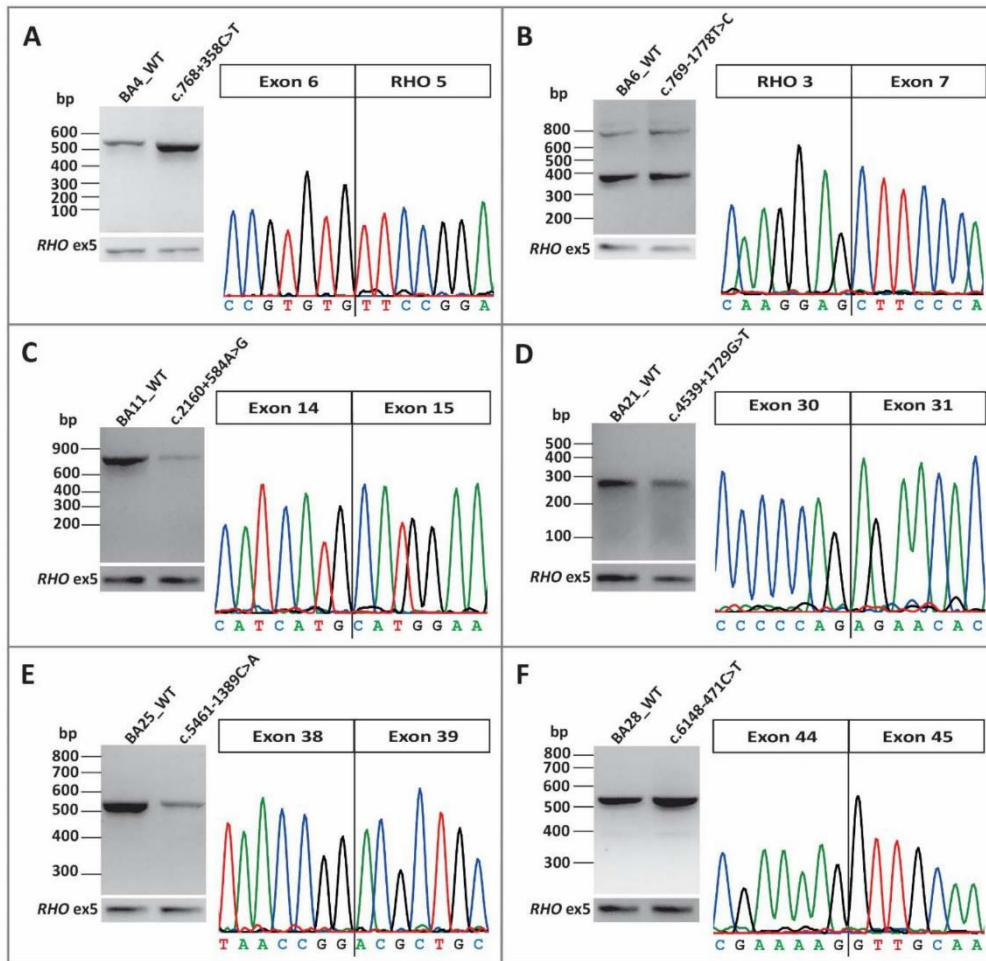 A
BA4_WT
c.768+358C>T
bp
600
500
400
300
200
100
RHO ex5
Exon 6
RHO 5
C C G T G T G T T C C G G A
B
BA6_WT
c.769-1778T>C
bp
800
600
500
400
300
200
RHO ex5
RHO 3
Exon 7
C A A G G A G C T T C C C A
C
BA11_WT
c.2160+584A>G
bp
900
600
400
300
200
RHO ex5
Exon 14
Exon 15
C A T C A T G C A T G G A A
D
BA21_WT
c.4539+1729G>T
bp
500
400
300
200
100
RHO ex5
Exon 30
Exon 31
C C C C C A G A G A A C A C
E
BA25_WT
c.5461-1389C>A
bp
800
700
600
500
400
300
RHO ex5
Exon 38
Exon 39
T A A C C G G A C G C T G C
F
BA28_WT
c.6148-471C>T
bp
800
700
600
500
400
300
RHO ex5
Exon 44
Exon 45
C G A A A A G G T T G C A A